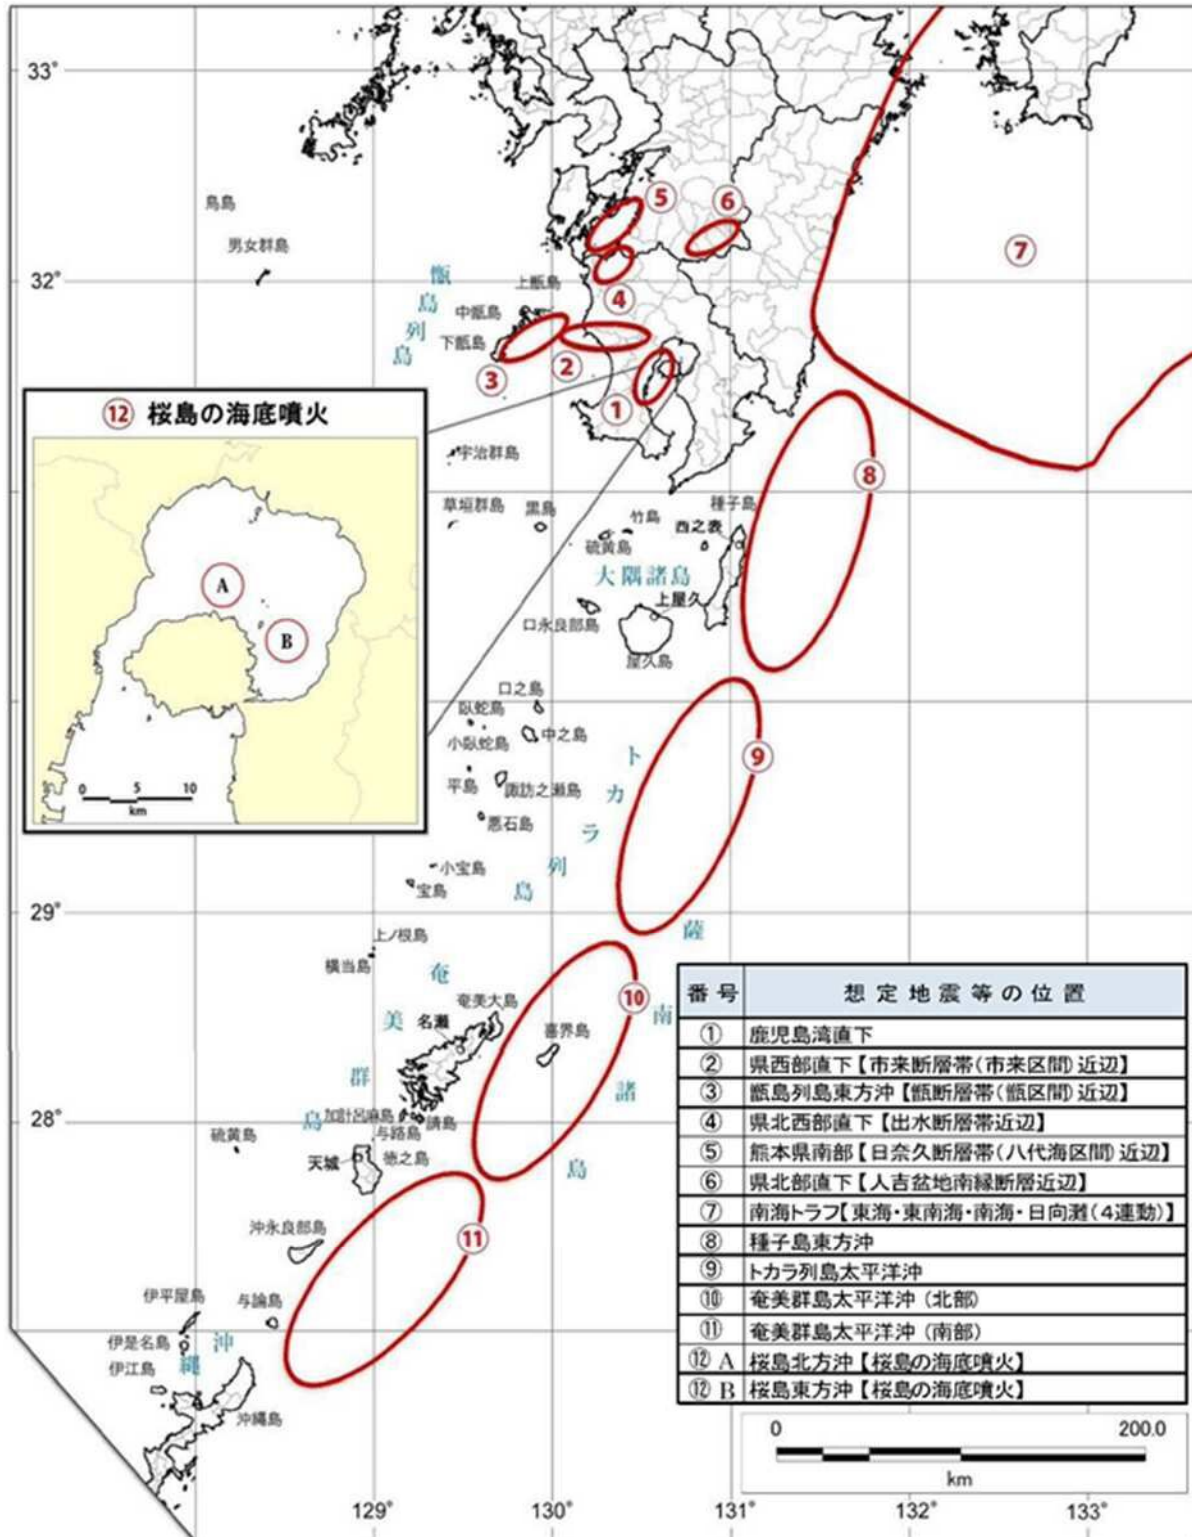 33°
⑤
⑥
鳥島
男女群島
⑦
32°
甑島列島
上甑島
中甑島
下甑島
④
③
②
①
⑫ 桜島の海底噴火
A
B
0 5 10
km
宇治群島
⑧
草垣群島
黒島
竹島
硫黄島
種子島
西之表
大隅諸島
上屋久
口永良部島
屋久島
口之島
臥蛇島
中之島
小臥蛇島
平島
諏訪之瀬島
悪石島
トカラ列島
⑨
小宝島
宝島
29°
上ノ根島
横当島
薩南諸島
奄美群島
奄美大島
名瀬
⑩
喜界島
28°
加計呂麻島
請島
与路島
硫黄島
天城
徳之島
沖永良部島
⑪
伊平屋島
与論島
伊是名島
伊江島
沖縄
沖縄島
番号 想定地震等の位置
① 鹿児島湾直下
② 県西部直下【市来断層帯(市来区間)近辺】
③ 甑島列島東方沖【甑断層帯(甑区間)近辺】
④ 県北西部直下【出水断層帯近辺】
⑤ 熊本県南部【日奈久断層帯(八代海区間)近辺】
⑥ 県北部直下【人吉盆地南縁断層近辺】
⑦ 南海トラフ【東海・東南海・南海・日向灘(4連動)】
⑧ 種子島東方沖
⑨ トカラ列島太平洋沖
⑩ 奄美群島太平洋沖(北部)
⑪ 奄美群島太平洋沖(南部)
⑫ A 桜島北方沖【桜島の海底噴火】
⑫ B 桜島東方沖【桜島の海底噴火】
0 200.0
km
129° 130° 131° 132° 133°